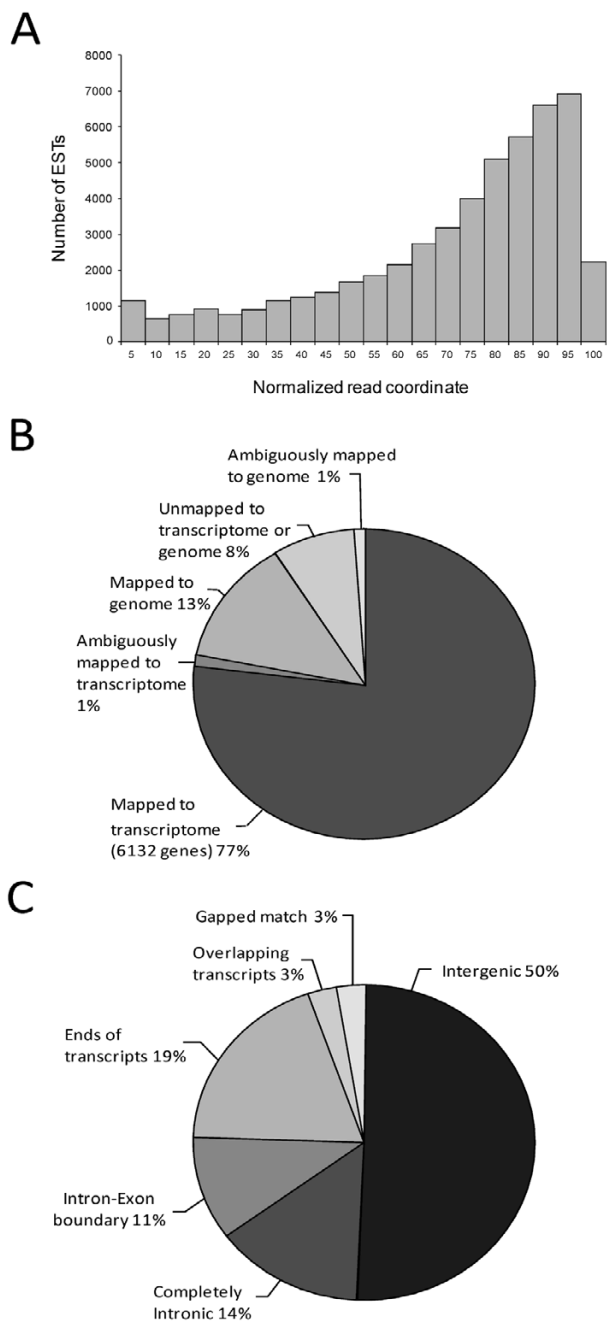 A
8000
7000
6000
5000
4000
3000
2000
1000
0
Number of ESTs
5 10 15 20 25 30 35 40 45 50 55 60 65 70 75 80 85 90 95 100
Normalized read coordinate
B
Ambiguously mapped
to genome 1%
Unmapped to
transcriptome or
genome 8%
Mapped to
genome 13%
Ambiguously
mapped to
transcriptome
1%
Mapped to
transcriptome
(6132 genes) 77%
C
Gapped match 3%
Overlapping
transcripts 3%
Intergenic 50%
Ends of
transcripts 19%
Intron-Exon
boundary 11%
Completely
Intronic 14%